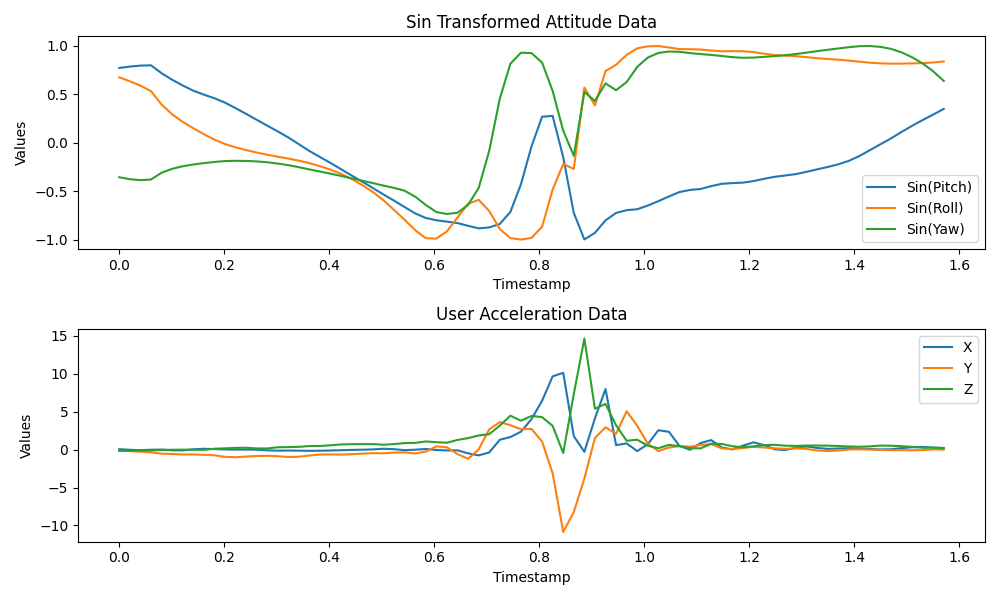 Sin Transformed Attitude Data
Values
1.0
0.5
0.0
−0.5
−1.0
Sin(Pitch)
Sin(Roll)
Sin(Yaw)
0.0 0.2 0.4 0.6 0.8 1.0 1.2 1.4 1.6
Timestamp
User Acceleration Data
Values
15
10
5
0
−5
−10
X
Y
Z
0.0 0.2 0.4 0.6 0.8 1.0 1.2 1.4 1.6
Timestamp